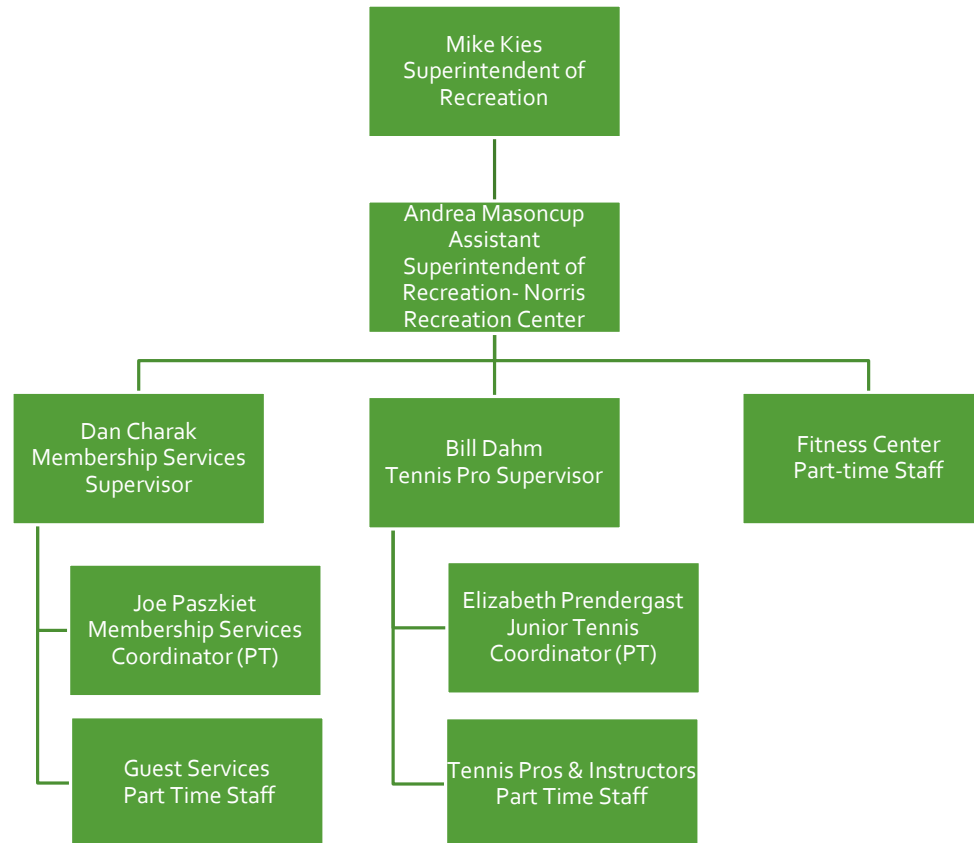 Mike Kies
Superintendent of
Recreation
Andrea Masoncup
Assistant
Superintendent of
Recreation- Norris
Recreation Center
Dan Charak
Membership Services
Supervisor
Bill Dahm
Tennis Pro Supervisor
Fitness Center
Part-time Staff
Joe Paszkiet
Membership Services
Coordinator (PT)
Elizabeth Prendergast
Junior Tennis
Coordinator (PT)
Guest Services
Part Time Staff
Tennis Pros & Instructors
Part Time Staff